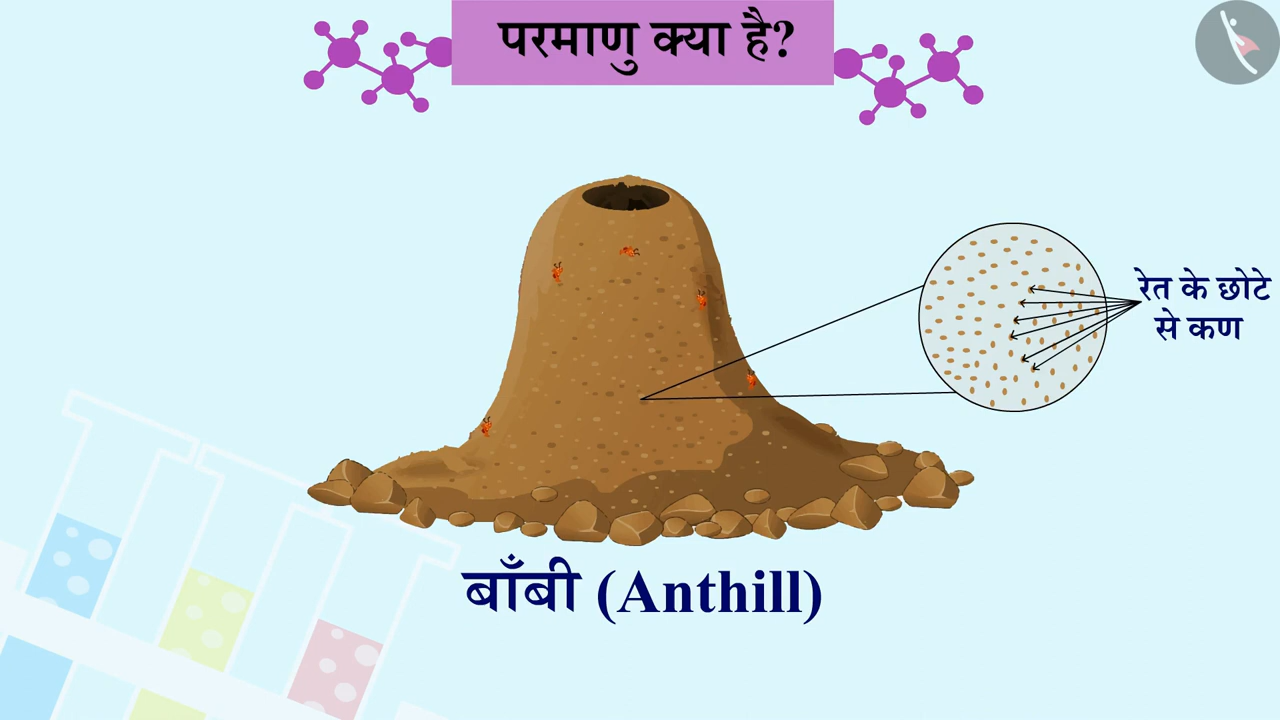 परमाणु क्या है?
रेत के छोटे
से कण
बाँबी (Anthill)